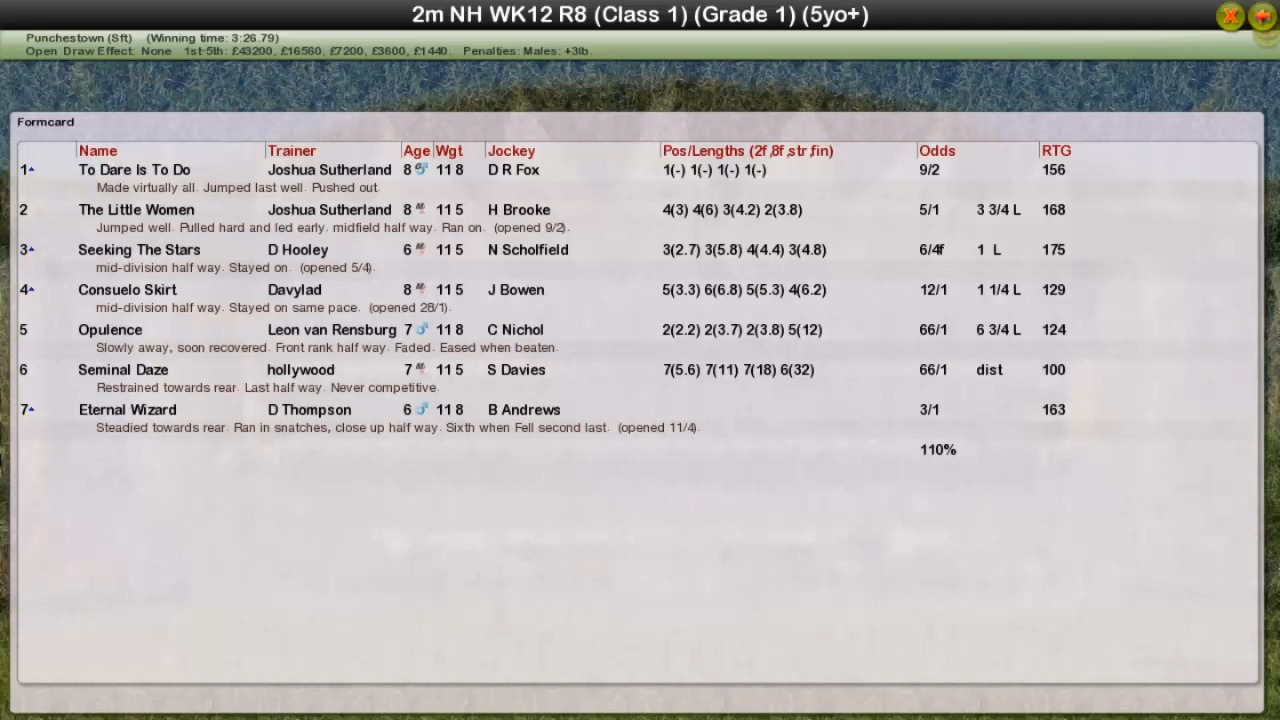 2m NH WK12 R8 (Class 1) (Grade 1) (5yo+)
Punchestown (Sft) (Winning time: 3:26.79)
Open Draw Effect: None 1st-5th: £43200, £16560, £7200, £3600, £1440. Penalties: Males: +3lb.
Formcard
Name Trainer Age Wgt Jockey Pos/Lengths (2f,8f,str,fin) Odds RTG
1 To Dare Is To Do Joshua Sutherland 8 11 8 D R Fox 1(-) 1(-) 1(-) 1(-) 9/2 156
Made virtually all. Jumped last well. Pushed out.
2 The Little Women Joshua Sutherland 8 11 5 H Brooke 4(3) 4(6) 3(4.2) 2(3.8) 5/1 3 3/4 L 168
Jumped well. Pulled hard and led early. midfield half way. Ran on. (opened 9/2).
3 Seeking The Stars D Hooley 6 11 5 N Scholfield 3(2.7) 3(5.8) 4(4.4) 3(4.8) 6/4f 1 L 175
mid-division half way. Stayed on. (opened 5/4).
4 Consuelo Skirt Davylad 8 11 5 J Bowen 5(3.3) 6(6.8) 5(5.3) 4(6.2) 12/1 1 1/4 L 129
mid-division half way. Stayed on same pace. (opened 28/1).
5 Opulence Leon van Rensburg 7 11 8 C Nichol 2(2.2) 2(3.7) 2(3.8) 5(12) 66/1 6 3/4 L 124
Slowly away, soon recovered. Front rank half way. Faded. Eased when beaten.
6 Seminal Daze hollywood 7 11 5 S Davies 7(5.6) 7(11) 7(18) 6(32) 66/1 dist 100
Restrained towards rear. Last half way. Never competitive.
7 Eternal Wizard D Thompson 6 11 8 B Andrews 3/1 163
Steadied towards rear. Ran in snatches, close up half way. Sixth when Fell second last. (opened 11/4).
110%